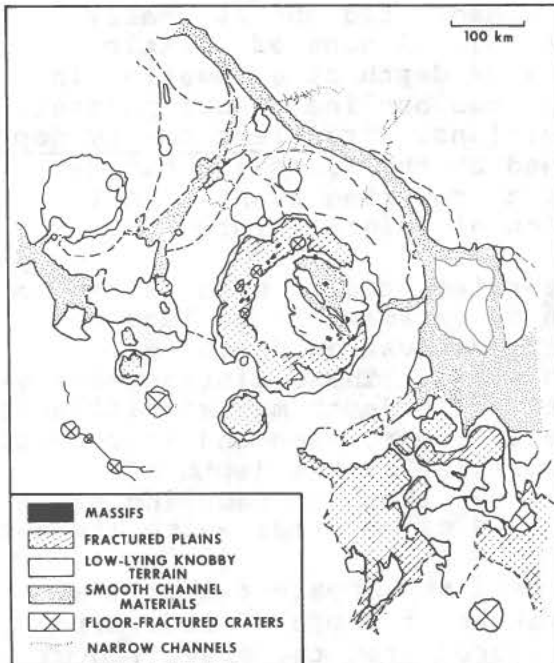 100 km
MASSIFS
FRACTURED PLAINS
LOW-LYING KNOBBY
TERRAIN
SMOOTH CHANNEL
MATERIALS
FLOOR-FRACTURED CRATERS
NARROW CHANNELS